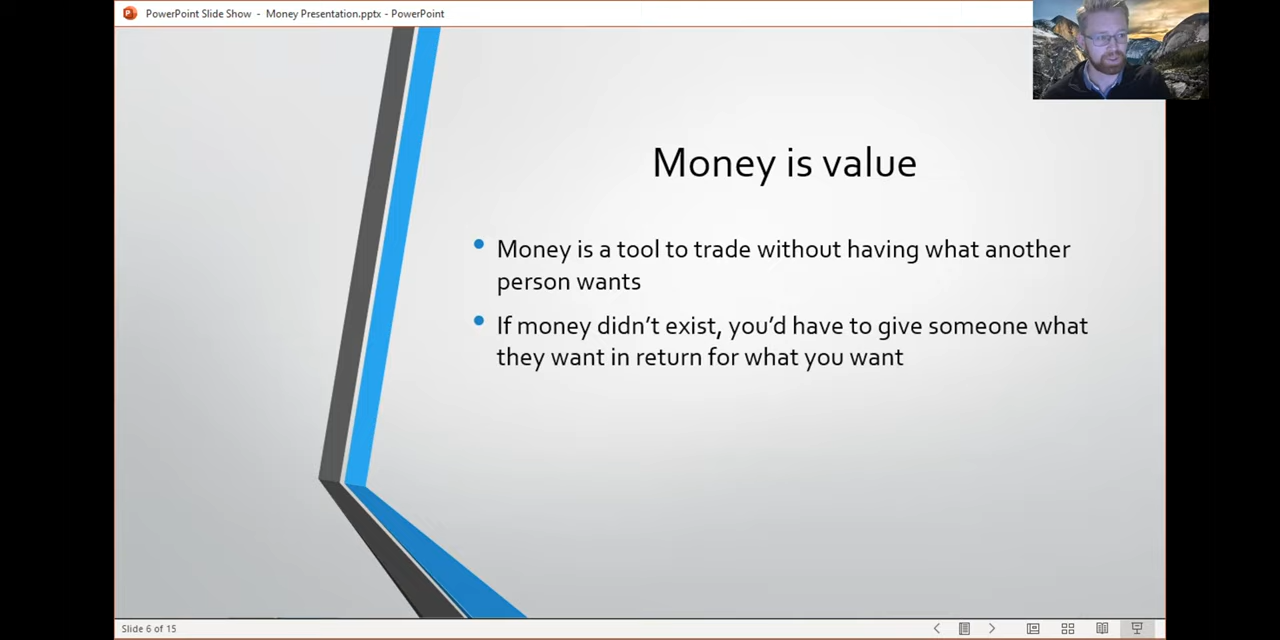 PowerPoint Slide Show - Money Presentation.pptx - PowerPoint
Money is value
• Money is a tool to trade without having what another
person wants
• If money didn't exist, you'd have to give someone what
they want in return for what you want
Slide 6 of 15